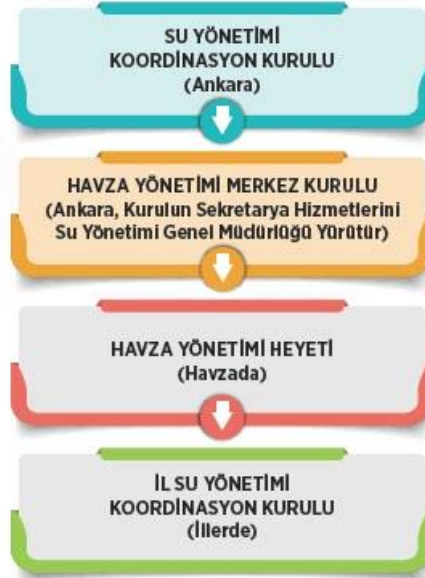 SU YÖNETİMİ
KOORDİNASYON KURULU
(Ankara)
HAVZA YÖNETİMİ MERKEZ KURULU
(Ankara, Kurulun Sekretarya Hizmetlerini
Su Yönetimi Genel Müdürlüğü Yürütür)
HAVZA YÖNETİMİ HEYETİ
(Havzada)
İL SU YÖNETİMİ
KOORDİNASYON KURULU
(İllerde)